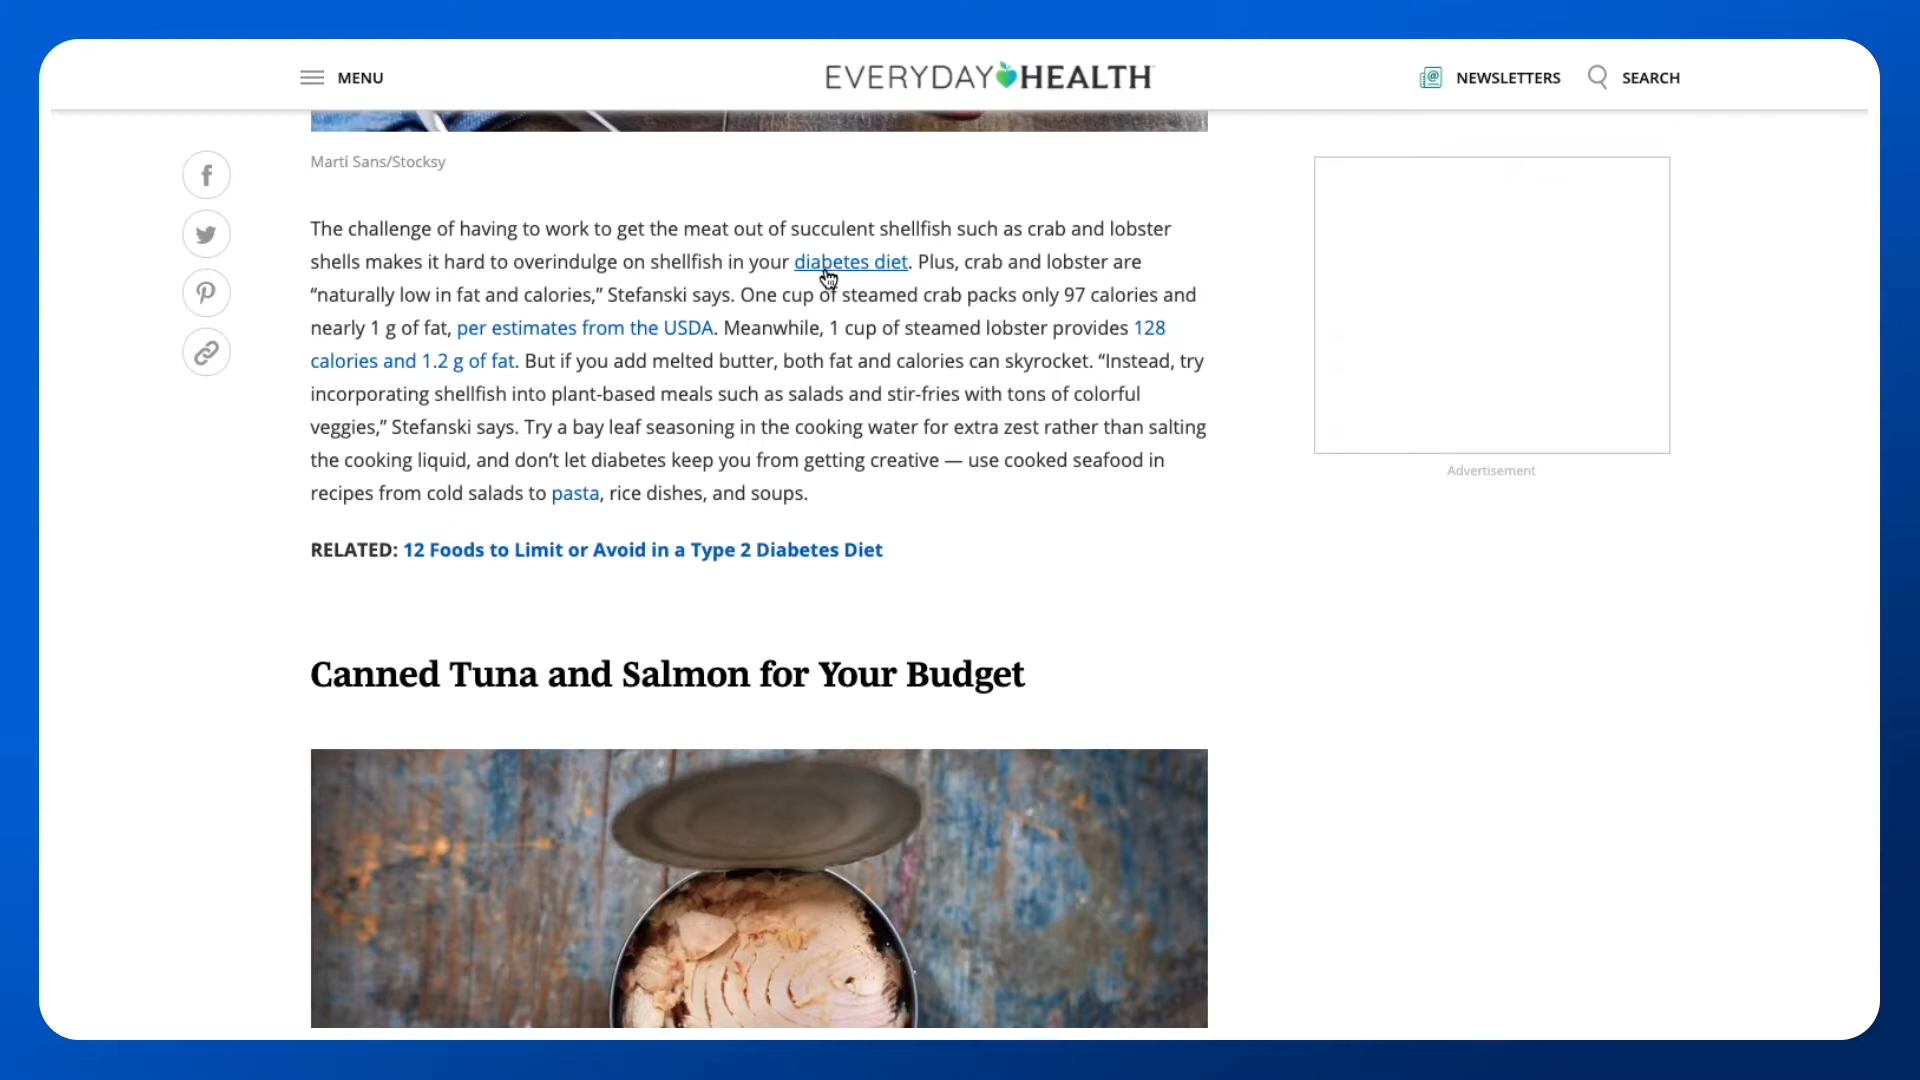 MENU
EVERYDAY HEALTH
NEWSLETTERS
SEARCH
Marti Sans/Stocksy
The challenge of having to work to get the meat out of succulent shellfish such as crab and lobster
shells makes it hard to overindulge on shellfish in your diabetes diet. Plus, crab and lobster are
“naturally low in fat and calories,” Stefanski says. One cup of steamed crab packs only 97 calories and
nearly 1 g of fat, per estimates from the USDA. Meanwhile, 1 cup of steamed lobster provides 128
calories and 1.2 g of fat. But if you add melted butter, both fat and calories can skyrocket. “Instead, try
incorporating shellfish into plant-based meals such as salads and stir-fries with tons of colorful
veggies,” Stefanski says. Try a bay leaf seasoning in the cooking water for extra zest rather than salting
the cooking liquid, and don’t let diabetes keep you from getting creative — use cooked seafood in
recipes from cold salads to pasta, rice dishes, and soups.
RELATED: 12 Foods to Limit or Avoid in a Type 2 Diabetes Diet
Canned Tuna and Salmon for Your Budget
Advertisement